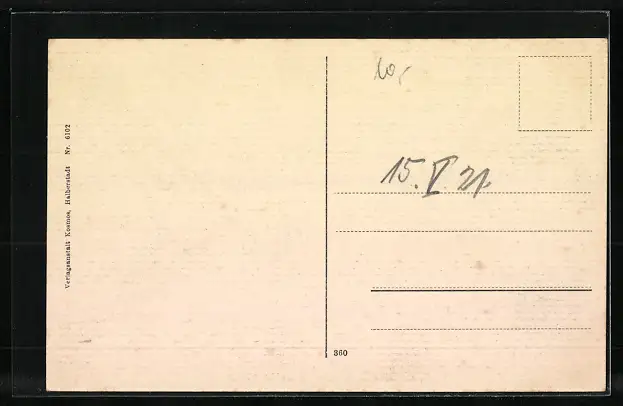 Verlagsanstalt Kosmos, Halberstadt Nr. 6102
10,-
15. V. 21.
360